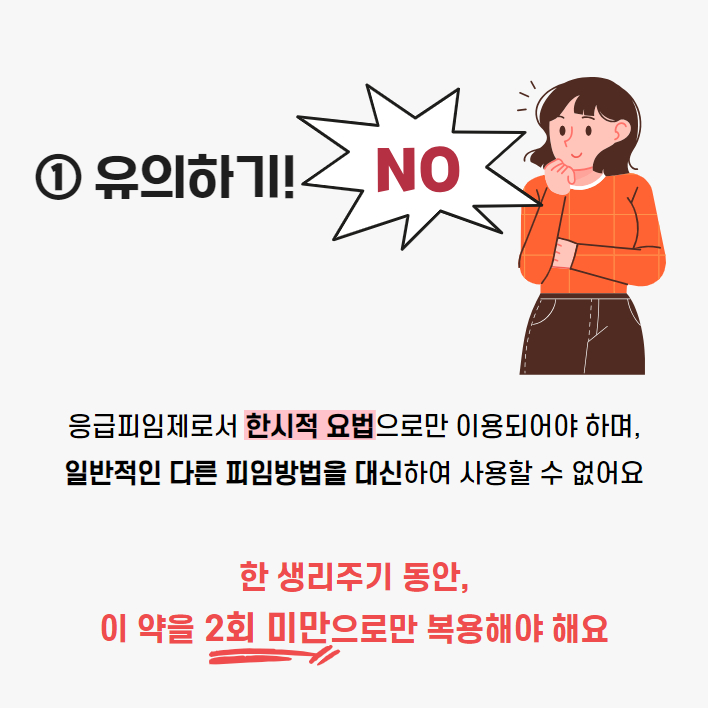 ① 유의하기!
NO
응급피임제로서 한시적 요법으로만 이용되어야 하며,
일반적인 다른 피임방법을 대신하여 사용할 수 없어요
한 생리주기 동안,
이 약을 2회 미만으로만 복용해야 해요